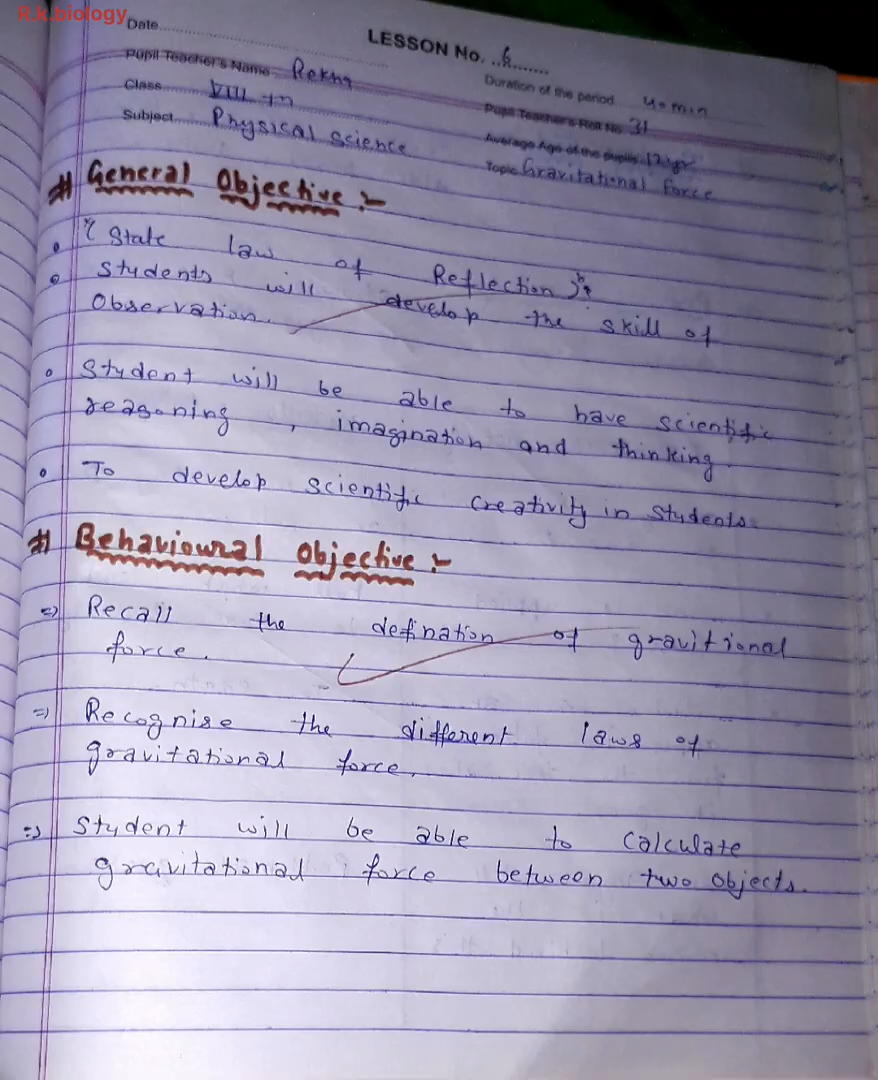 R.k.biology
LESSON No. ..6.......
Date..........
Duration of the period 40 min
Pupil Teacher's Name Rekha
Pupil Teacher's Roll No. 31
Class VIII th
Average Age of the pupils 12 yr
Subject Physical science
Topic Gravitational force
# General Objective :-
• State law of Reflection
• Students will develop the skill of
Observation.
• Student will be able to have scientific
reasoning , imagination and thinking.
• To develop scientific creativity in students.
# Behavioural Objective :-
=) Recall the defination of gravitional
force.
=) Recognise the different laws of
gravitational force.
=) Student will be able to calculate
gravitational force between two objects.